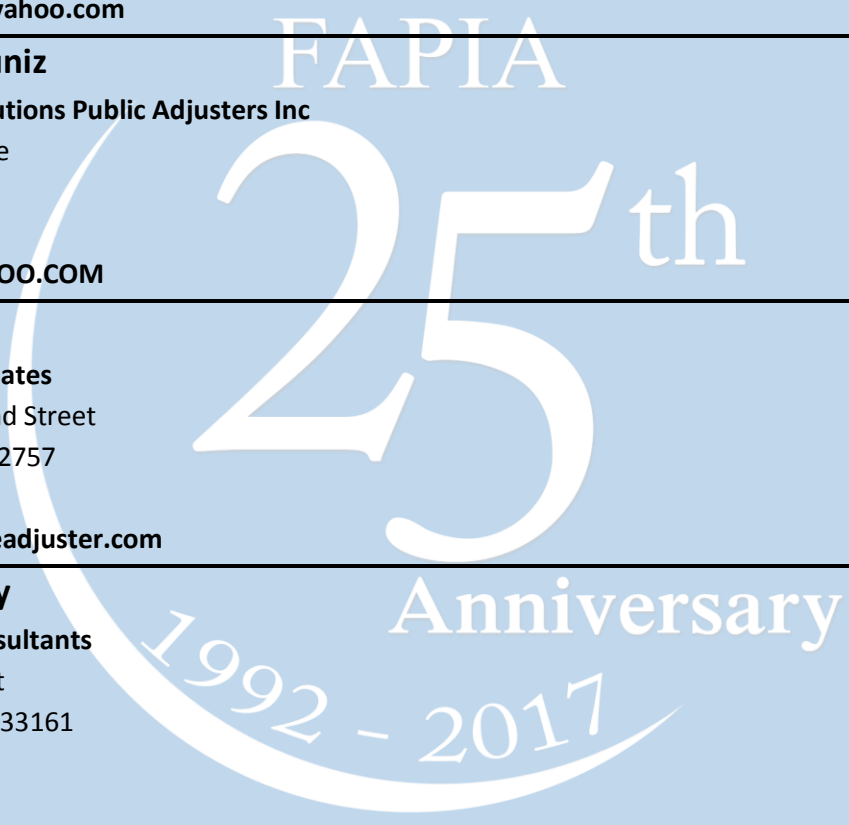 yahoo.com
FAPIA
uniz
utions Public Adjusters Inc
e
25th
OO.COM
ates
d Street
2757
eadjuster.com
Anniversary
y
sultants
t
33161
1992 - 2017